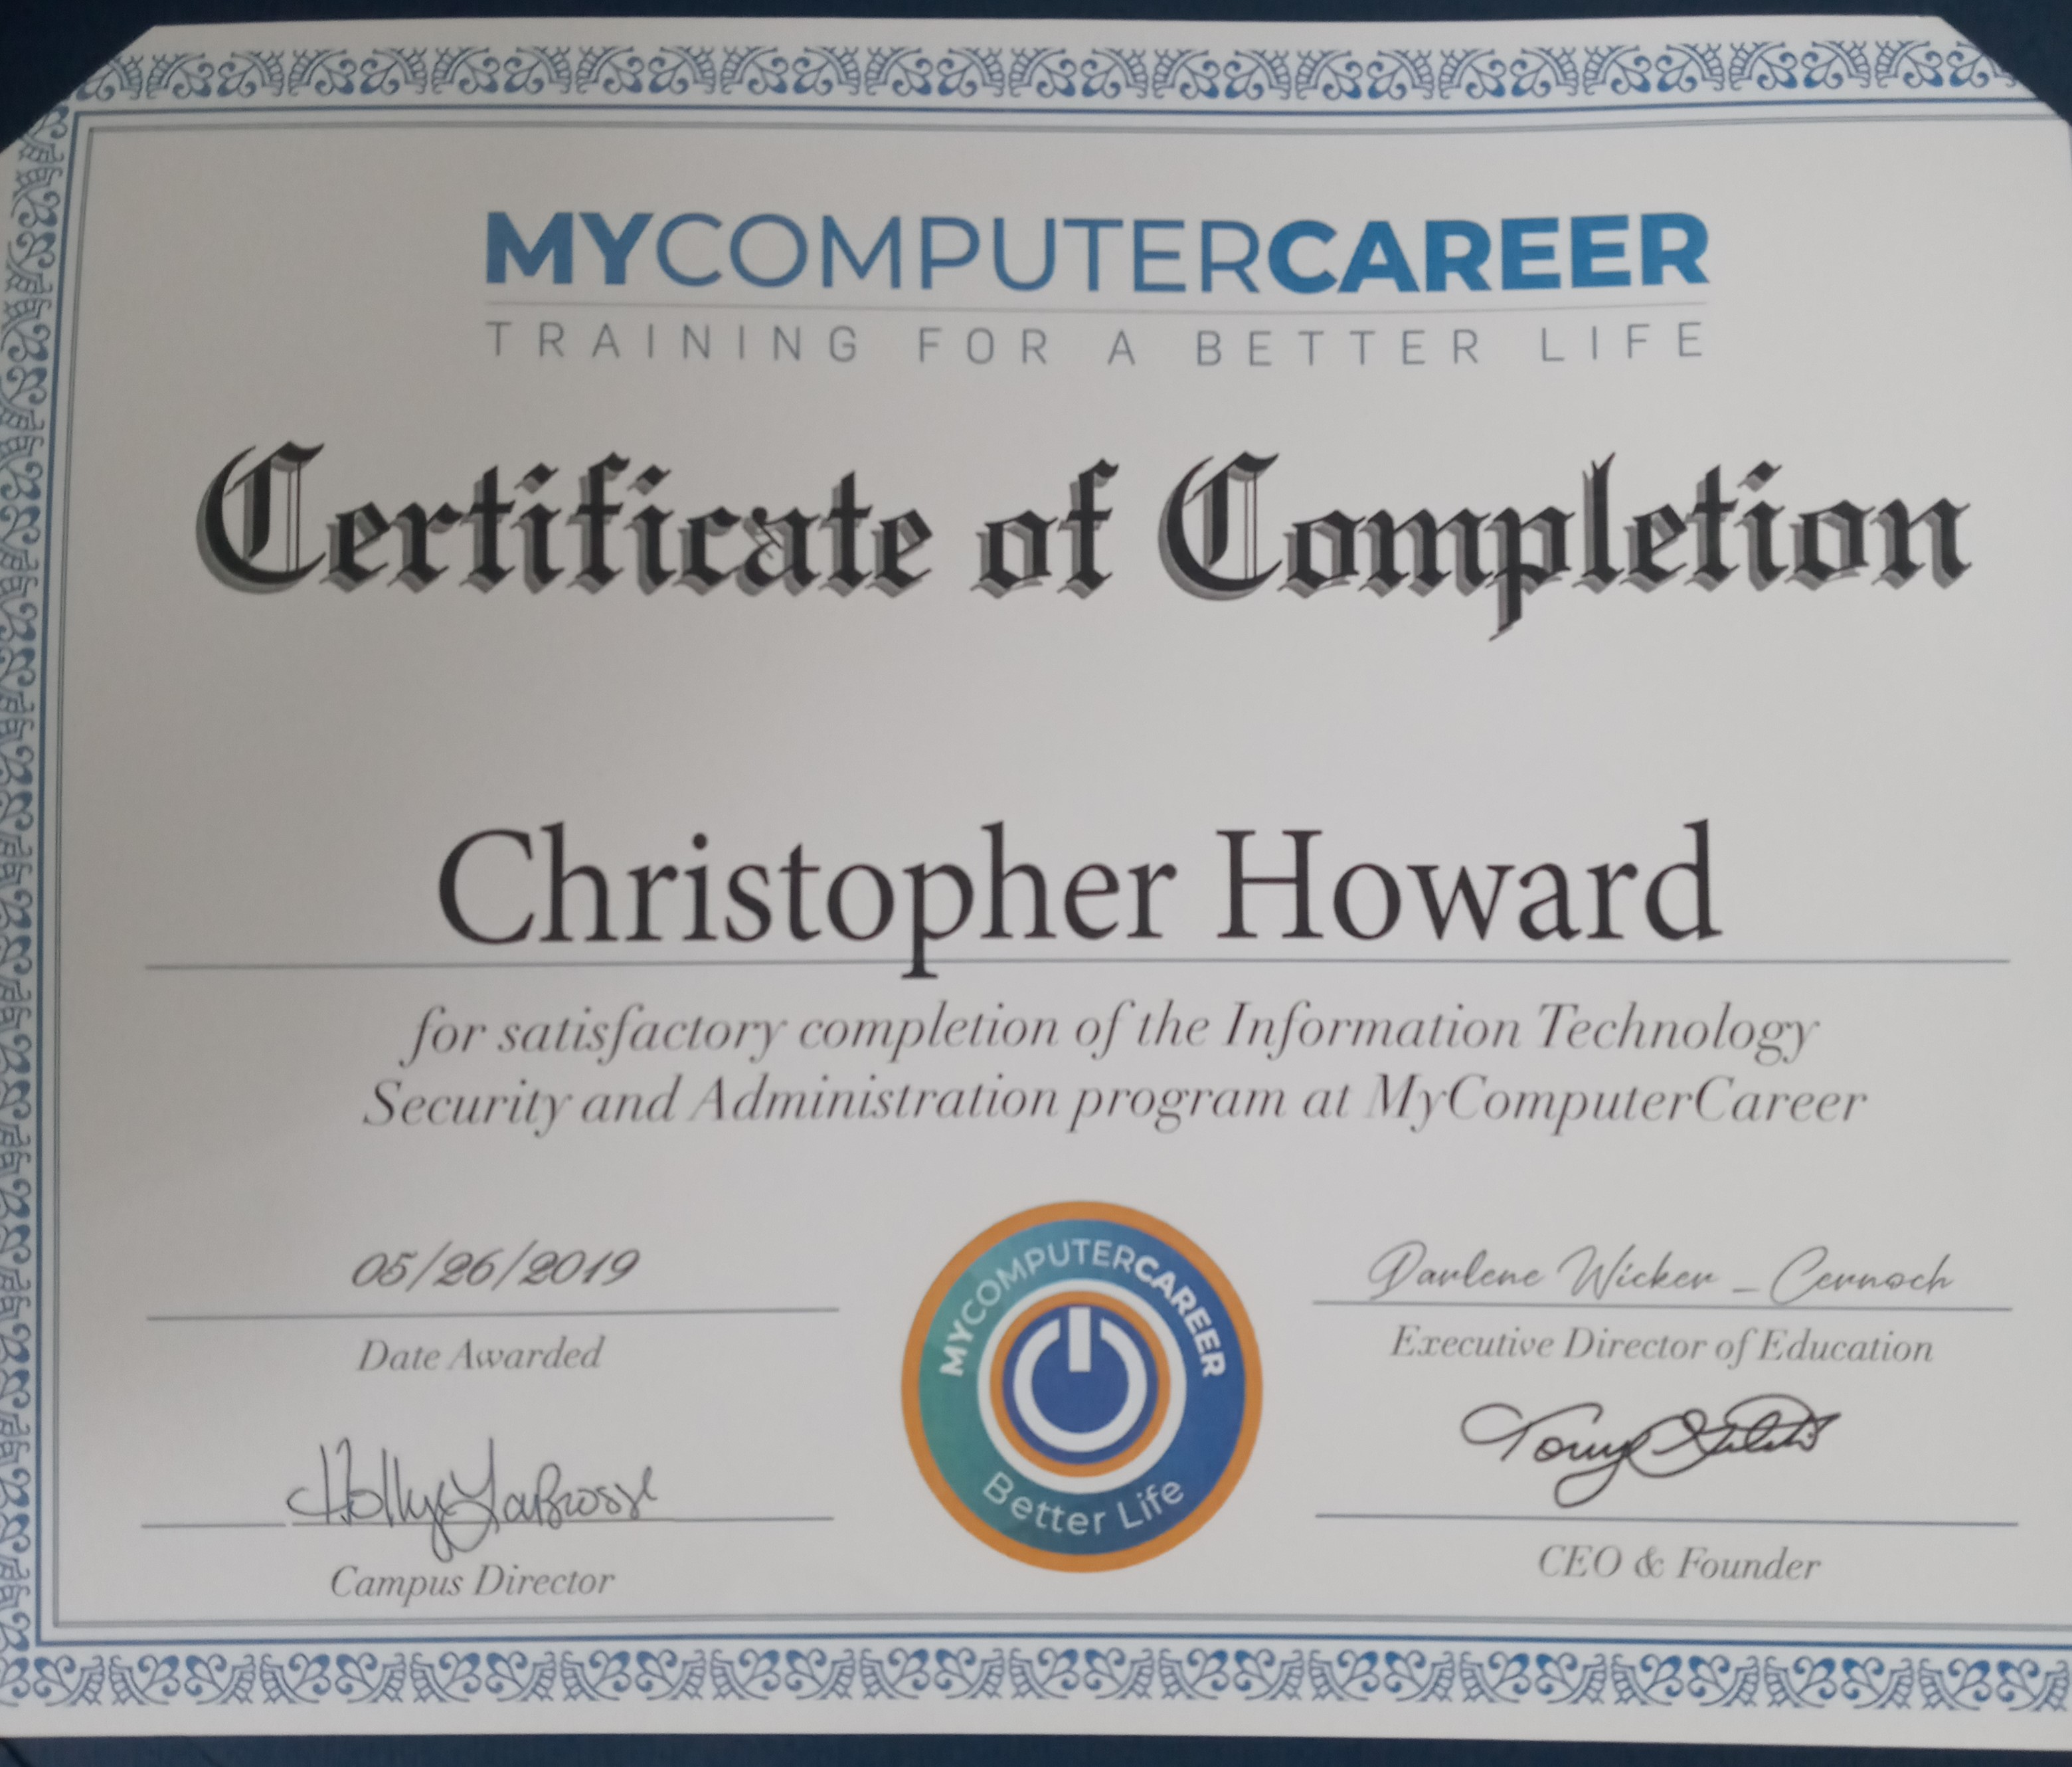 MYCOMPUTERCAREER
TRAINING FOR A BETTER LIFE
Certificate of Completion
Christopher Howard
for satisfactory completion of the Information Technology
Security and Administration program at MyComputerCareer
05/26/2019
Date Awarded
Darlene Wicker - Cernoch
Executive Director of Education
MYCOMPUTERCAREER
Better Life
Holly LaBrosse
Campus Director
Tony
CEO & Founder